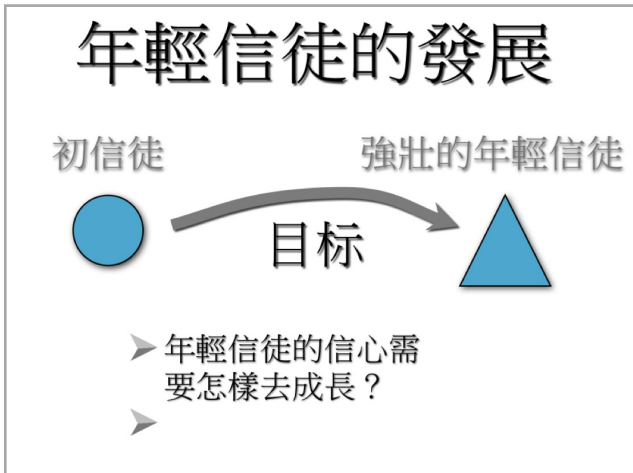 年輕信徒的發展
初信徒
強壯的年輕信徒
目标
年輕信徒的信心需
要怎樣去成長？